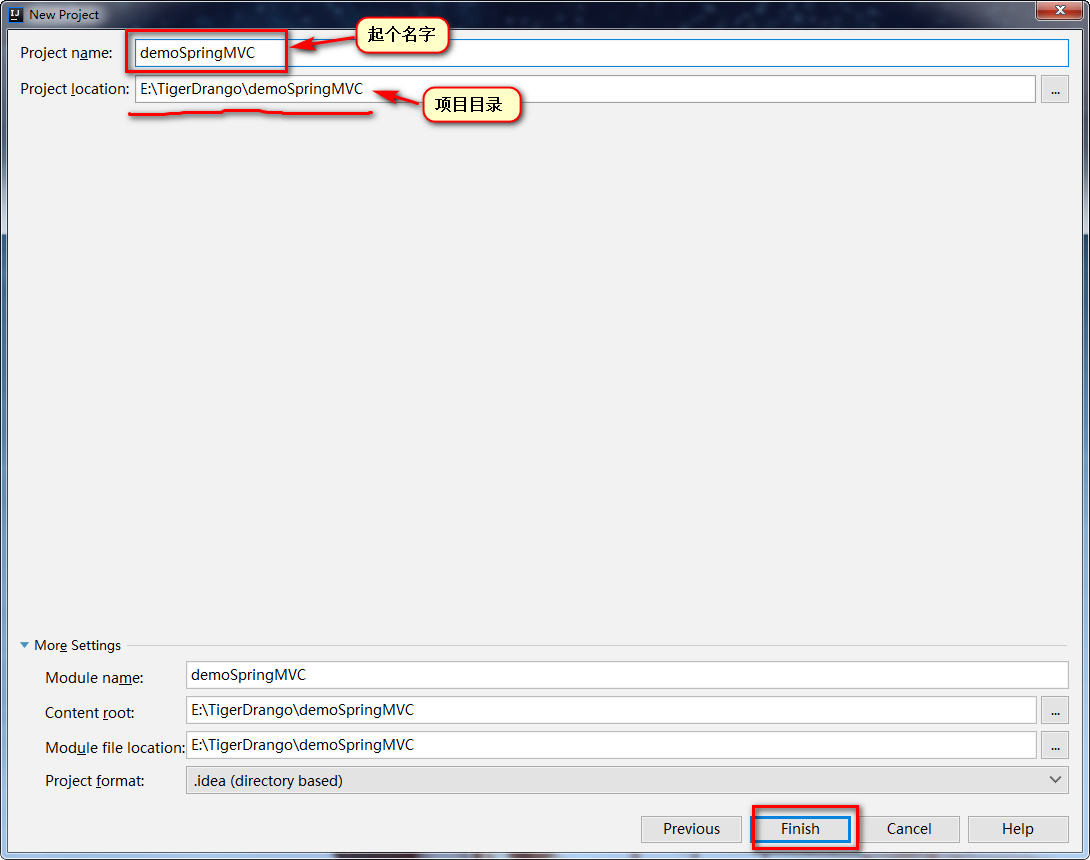 New Project
Project name: demoSpringMVC 起个名字
Project location: E:\TigerDrango\demoSpringMVC ...
项目目录
More Settings
Module name: demoSpringMVC
Content root: E:\TigerDrango\demoSpringMVC ...
Module file location: E:\TigerDrango\demoSpringMVC ...
Project format: .idea (directory based)
Previous Finish Cancel Help